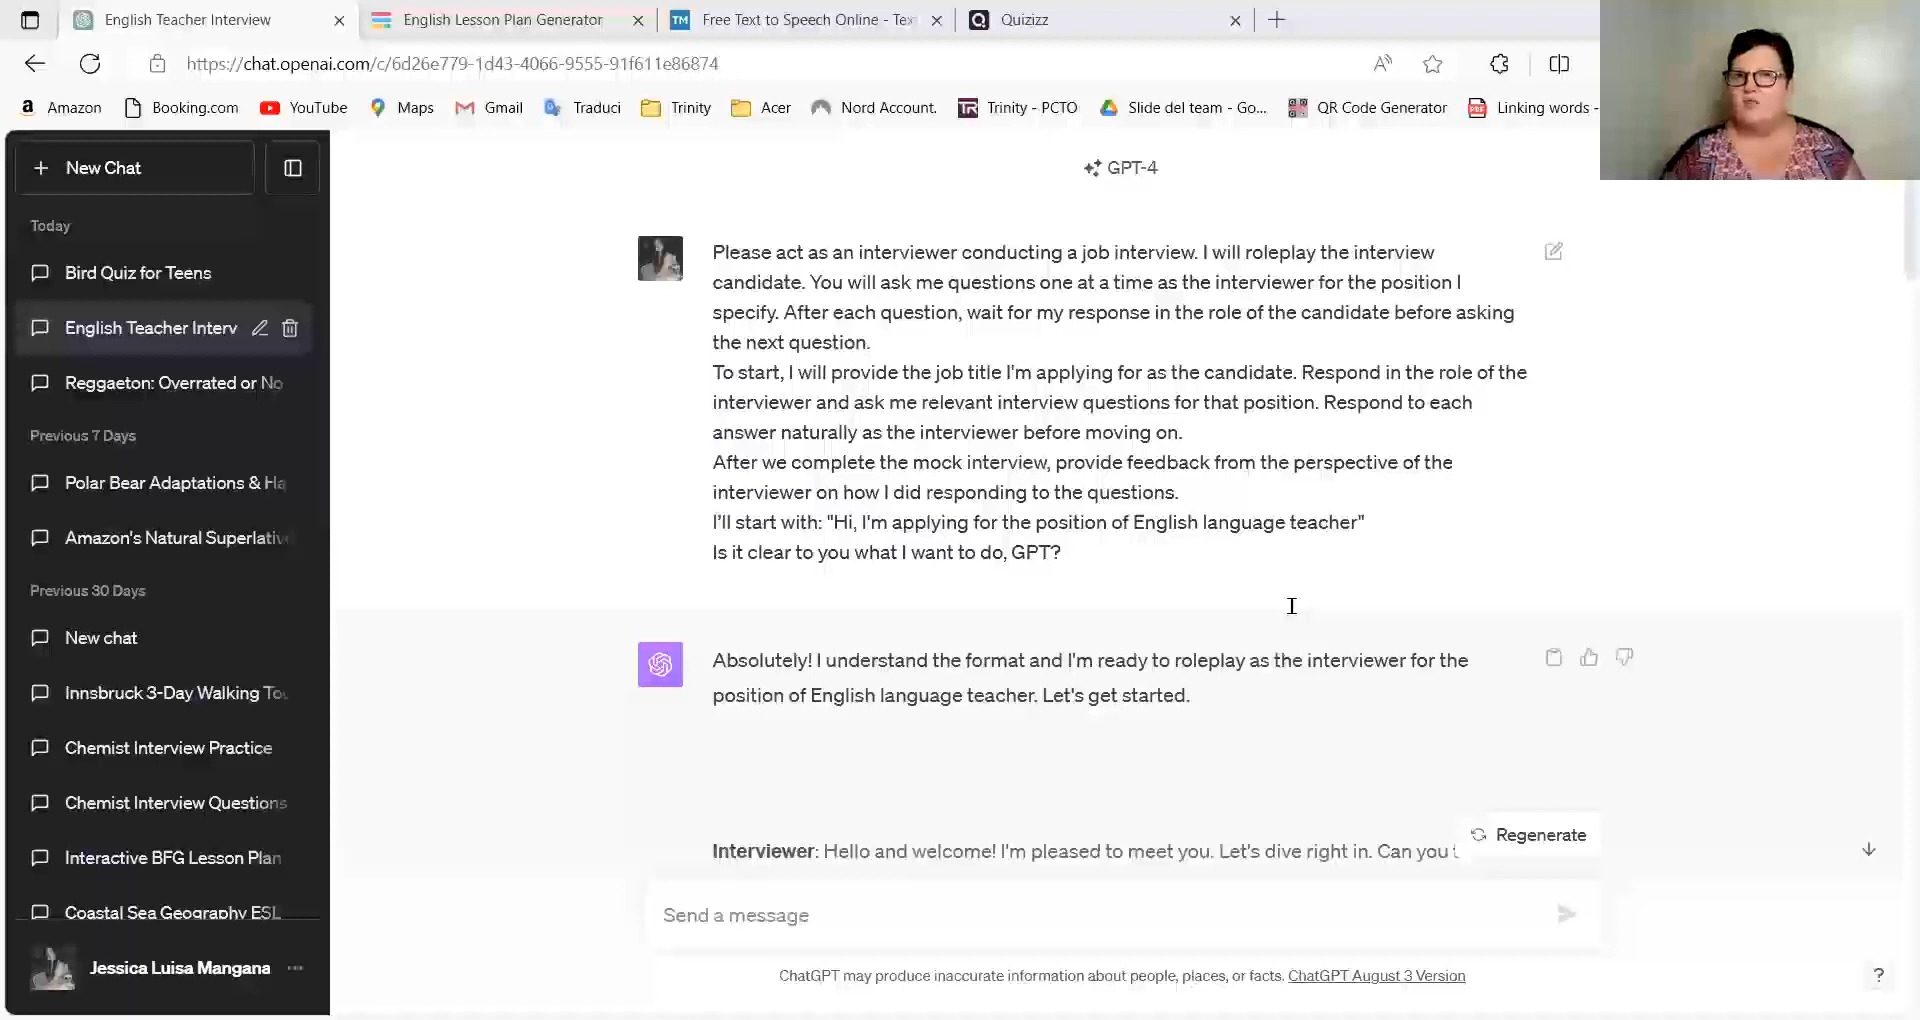 English Teacher Interview
English Lesson Plan Generator
TM Free Text to Speech Online - Tex
Quizizz
https://chat.openai.com/c/6d26e779-1d43-4066-9555-91f611e86874
Amazon
Booking.com
YouTube
Maps
Gmail
Traduci
Trinity
Acer
Nord Account.
TR Trinity - PCTO
Slide del team - Go...
QR Code Generator
PDF Linking words -
New Chat
GPT-4
Today
Bird Quiz for Teens
English Teacher Interv
Reggaeton: Overrated or No
Previous 7 Days
Polar Bear Adaptations & Ha
Amazon's Natural Superlativ
Previous 30 Days
New chat
Innsbruck 3-Day Walking To
Chemist Interview Practice
Chemist Interview Questions
Interactive BFG Lesson Plan
Coastal Sea Geography ESL
Jessica Luisa Mangana
Please act as an interviewer conducting a job interview. I will roleplay the interview
candidate. You will ask me questions one at a time as the interviewer for the position I
specify. After each question, wait for my response in the role of the candidate before asking
the next question.
To start, I will provide the job title I'm applying for as the candidate. Respond in the role of the
interviewer and ask me relevant interview questions for that position. Respond to each
answer naturally as the interviewer before moving on.
After we complete the mock interview, provide feedback from the perspective of the
interviewer on how I did responding to the questions.
I'll start with: "Hi, I'm applying for the position of English language teacher"
Is it clear to you what I want to do, GPT?
Absolutely! I understand the format and I'm ready to roleplay as the interviewer for the
position of English language teacher. Let's get started.
Regenerate
Interviewer: Hello and welcome! I'm pleased to meet you. Let's dive right in. Can you t
Send a message
ChatGPT may produce inaccurate information about people, places, or facts. ChatGPT August 3 Version
?